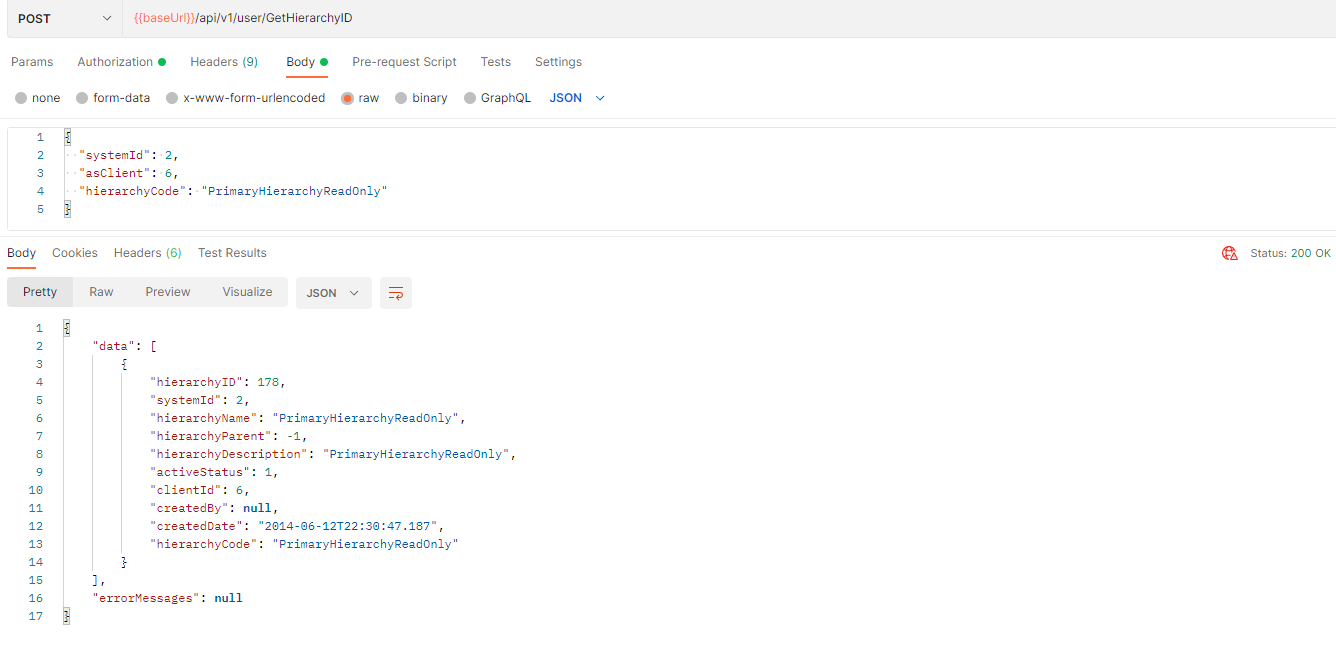 POST {{baseUrl}}/api/v1/user/GetHierarchyID
Params Authorization Headers (9) Body Pre-request Script Tests Settings
none form-data x-www-form-urlencoded raw binary GraphQL JSON
1 {
2 "systemId": 2,
3 "asClient": 6,
4 "hierarchyCode": "PrimaryHierarchyReadOnly"
5 }
Body Cookies Headers (6) Test Results Status: 200 OK
Pretty Raw Preview Visualize JSON
1 {
2 "data": [
3 {
4 "hierarchyID": 178,
5 "systemId": 2,
6 "hierarchyName": "PrimaryHierarchyReadOnly",
7 "hierarchyParent": -1,
8 "hierarchyDescription": "PrimaryHierarchyReadOnly",
9 "activeStatus": 1,
10 "clientId": 6,
11 "createdBy": null,
12 "createdDate": "2014-06-12T22:30:47.187",
13 "hierarchyCode": "PrimaryHierarchyReadOnly"
14 }
15 ],
16 "errorMessages": null
17 }